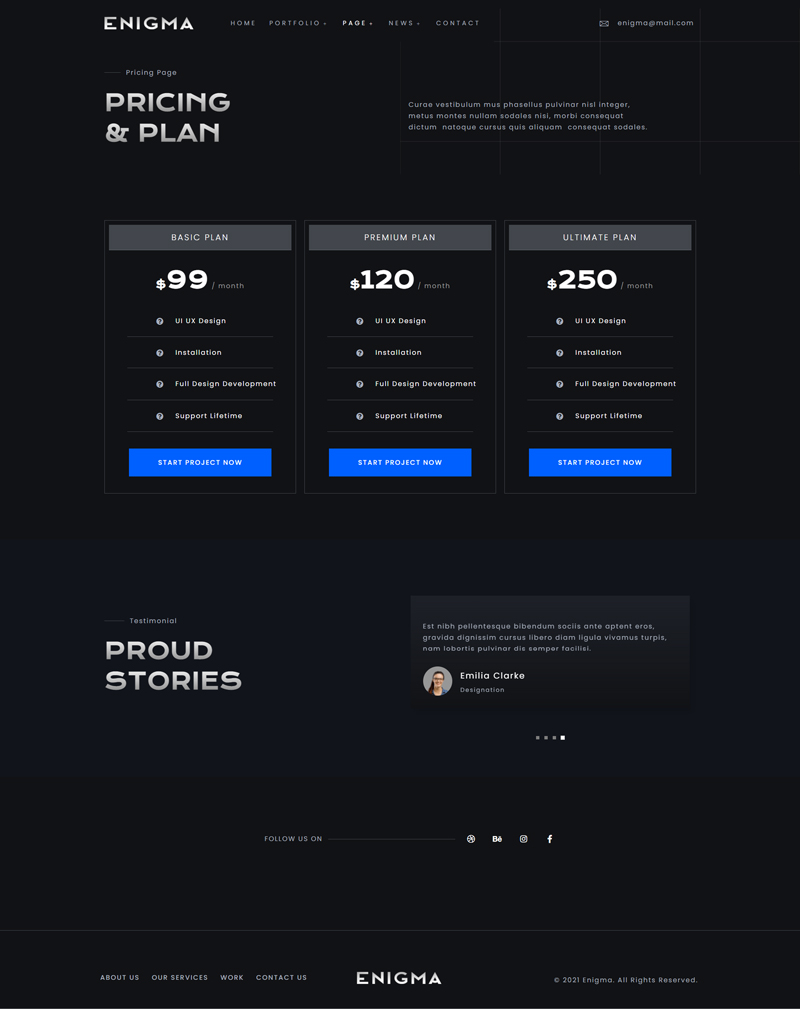 ENIGMA
HOME PORTFOLIO + PAGE + NEWS + CONTACT
enigma@mail.com
Pricing Page
PRICING
& PLAN
Curae vestibulum mus phasellus pulvinar nisl integer,
metus montes nullam sodales nisi, morbi consequat
dictum natoque cursus quis aliquam consequat sodales.
BASIC PLAN
$99 / month
UI UX Design
Installation
Full Design Development
Support Lifetime
START PROJECT NOW
PREMIUM PLAN
$120 / month
UI UX Design
Installation
Full Design Development
Support Lifetime
START PROJECT NOW
ULTIMATE PLAN
$250 / month
UI UX Design
Installation
Full Design Development
Support Lifetime
START PROJECT NOW
Testimonial
PROUD
STORIES
Est nibh pellentesque bibendum sociis ante aptent eros,
gravida dignissim cursus libero diam ligula vivamus turpis,
nam lobortis pulvinar dis semper facilisi.
Emilia Clarke
Designation
FOLLOW US ON
Bē
ABOUT US OUR SERVICES WORK CONTACT US
ENIGMA
© 2021 Enigma. All Rights Reserved.